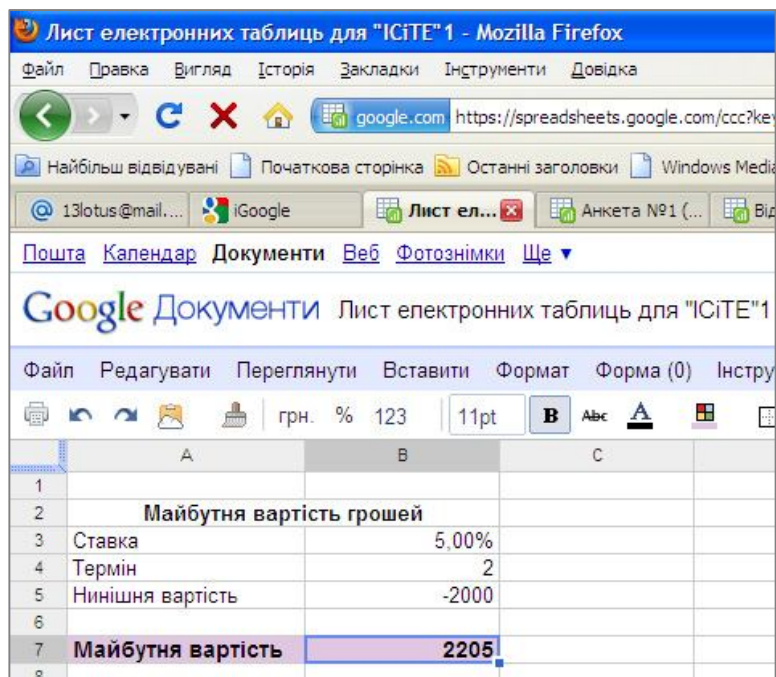 Лист електронних таблиць для "ICiTE"1 - Mozilla Firefox
Файл Правка Вигляд Історія Закладки Інструменти Довідка
google.com https://spreadsheets.google.com/ccc?key
Найбільш відвідувані Початкова сторінка Останні заголовки Windows Media
13lotus@mail.... iGoogle Лист ел... Анкета №1 (... Від
Пошта Календар Документи Веб Фотознімки Ще ▼
Google Документи Лист електронних таблиць для "ICiTE"1
Файл Редагувати Переглянути Вставити Формат Форма (0) Інстру
грн. % 123 11pt B Abc A
A B C
1
2 Майбутня вартість грошей
3 Ставка 5,00%
4 Термін 2
5 Нинішня вартість -2000
6
7 Майбутня вартість 2205
8